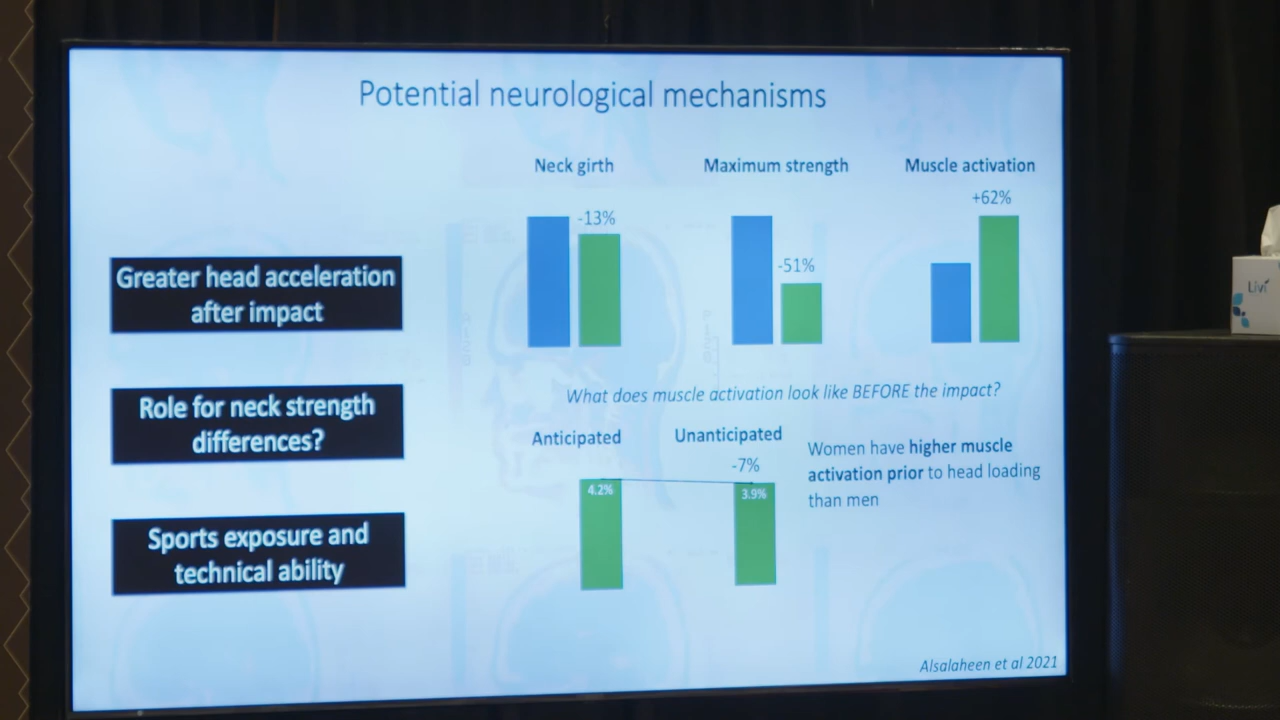 Potential neurological mechanisms
Neck girth
Maximum strength
Muscle activation
-13%
-51%
+62%
Greater head acceleration
after impact
Role for neck strength
differences?
Sports exposure and
technical ability
What does muscle activation look like BEFORE the impact?
Anticipated
Unanticipated
-7%
4.2%
3.9%
Women have higher muscle
activation prior to head loading
than men
Alsalaheen et al 2021
Livi